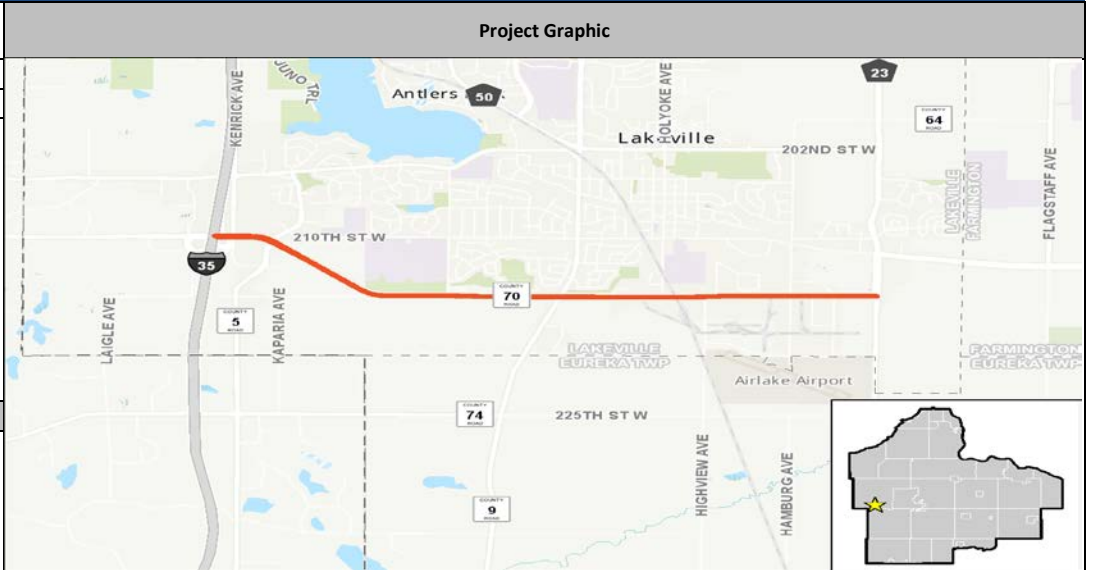 Project Graphic
JUNO TRL
KENRICK AVE
Antlers
50
HOLYOKE AVE
23
COUNTY
64
ROAD
Lakeville
202ND ST W
LAKEVILLE
FARMINGTON
FLAGSTAFF AVE
210TH ST W
35
COUNTY
70
ROAD
COUNTY
5
ROAD
LAIGLE AVE
KAPARIA AVE
LAKEVILLE
EUREKA TWP
FARMINGTON
EUREKA TWP
Airlake Airport
COUNTY
74
ROAD
225TH ST W
HIGHVIEW AVE
HAMBURG AVE
COUNTY
9
ROAD